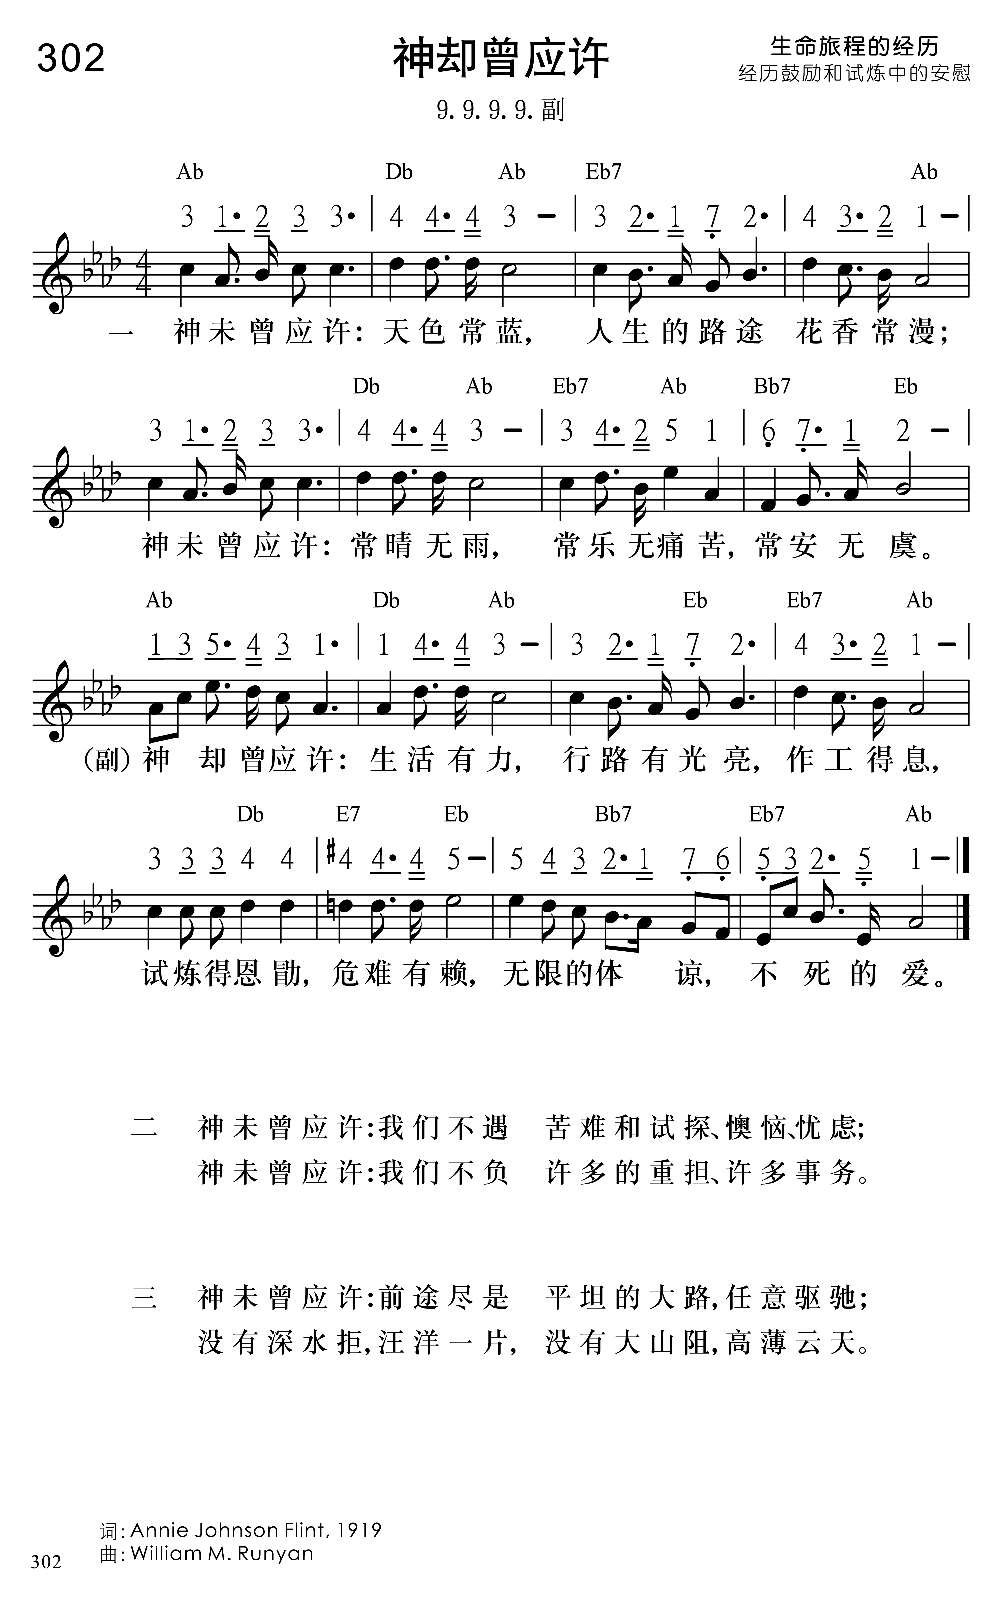 302
神却曾应许
生命旅程的经历
经历鼓励和试炼中的安慰
9. 9. 9. 9. 副
Ab Db Ab Eb7 Ab
3 1• 2 3 3• | 4 4• 4 3 – | 3 2• 1 7 2• | 4 3• 2 1 – |
4
4
一 神未曾应许：天色常蓝， 人生的路途 花香常漫；
Db Ab Eb7 Ab Bb7 Eb
3 1• 2 3 3• | 4 4• 4 3 – | 3 4• 2 5 1 | 6 7• 1 2 – |
神未曾应许：常晴无雨， 常乐无痛苦，常安无虞。
Ab Db Ab Eb Eb7 Ab
1 3 5• 4 3 1• | 1 4• 4 3 – | 3 2• 1 7 2• | 4 3• 2 1 – |
(副)神却曾应许：生活有力， 行路有光亮，作工得息，
Db E7 Eb Bb7 Eb7 Ab
3 3 3 4 4 | #4 4• 4 5 – | 5 4 3 2• 1 7 6 | 5 3 2• 5 1 – ‖
试炼得恩勖，危难有赖，无限的体谅，不死的爱。
二 神未曾应许：我们不遇 苦难和试探、懊恼、忧虑；
神未曾应许：我们不负 许多的重担、许多事务。
三 神未曾应许：前途尽是 平坦的大路，任意驱驰；
没有深水拒，汪洋一片， 没有大山阻，高薄云天。
词：Annie Johnson Flint, 1919
曲：William M. Runyan
302